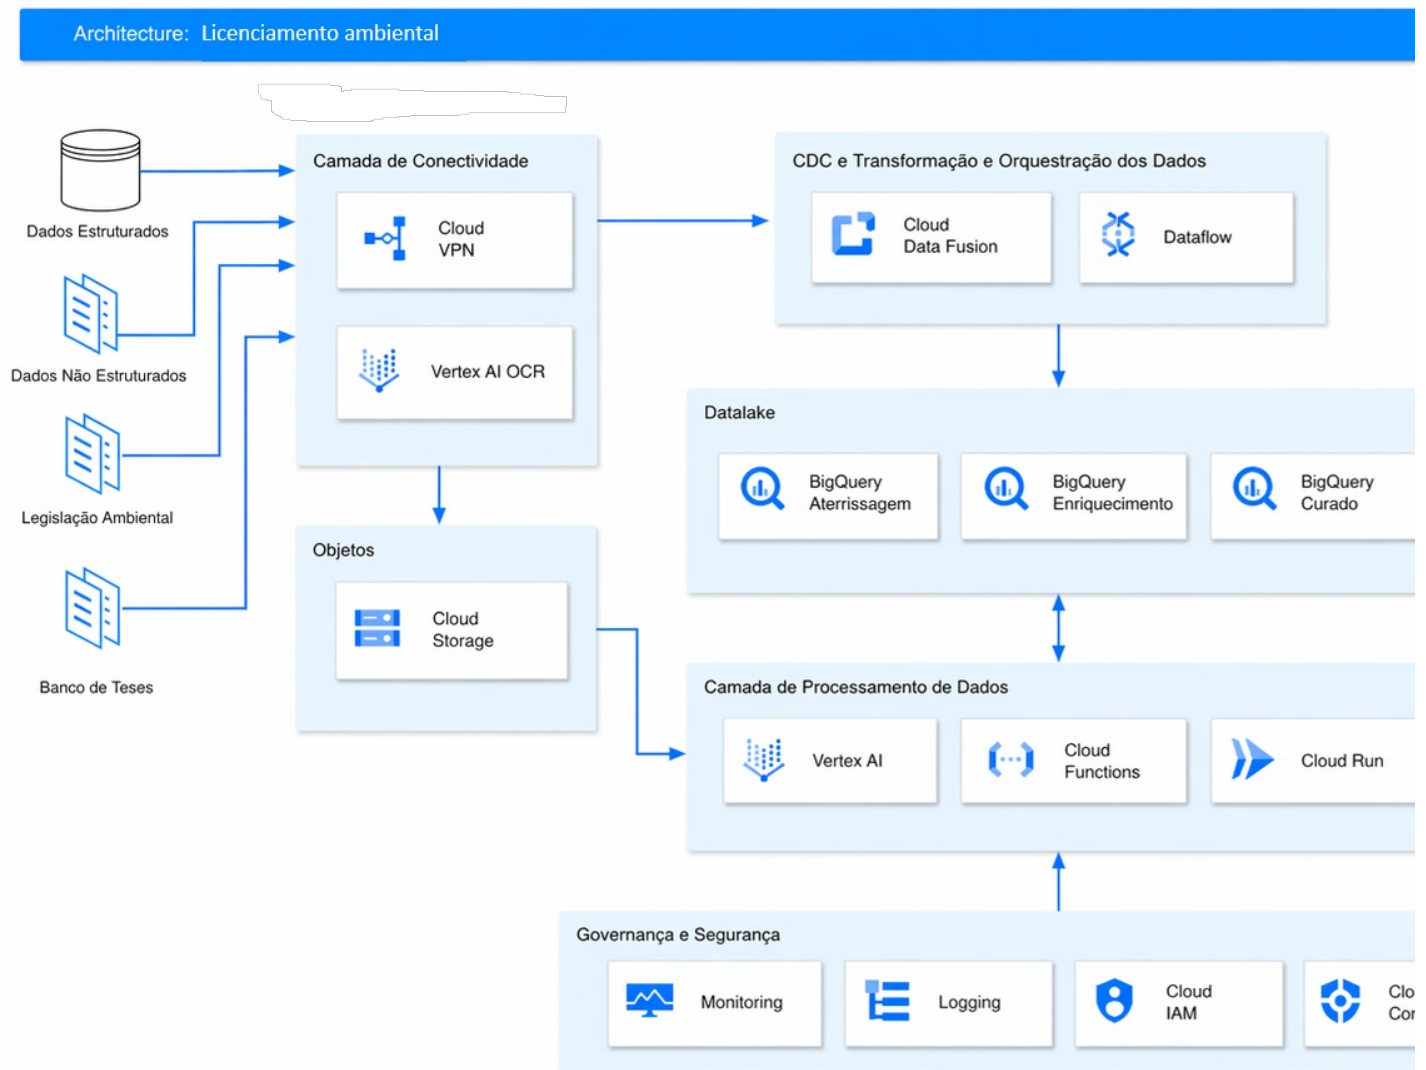 Architecture: Licenciamento ambiental
Dados Estruturados
Dados Não Estruturados
Legislação Ambiental
Banco de Teses
Camada de Conectividade
Cloud
VPN
Vertex AI OCR
Objetos
Cloud
Storage
CDC e Transformação e Orquestração dos Dados
Cloud
Data Fusion
Dataflow
Datalake
BigQuery
Aterrissagem
BigQuery
Enriquecimento
BigQuery
Curado
Camada de Processamento de Dados
Vertex AI
Cloud
Functions
Cloud Run
Governança e Segurança
Monitoring
Logging
Cloud
IAM